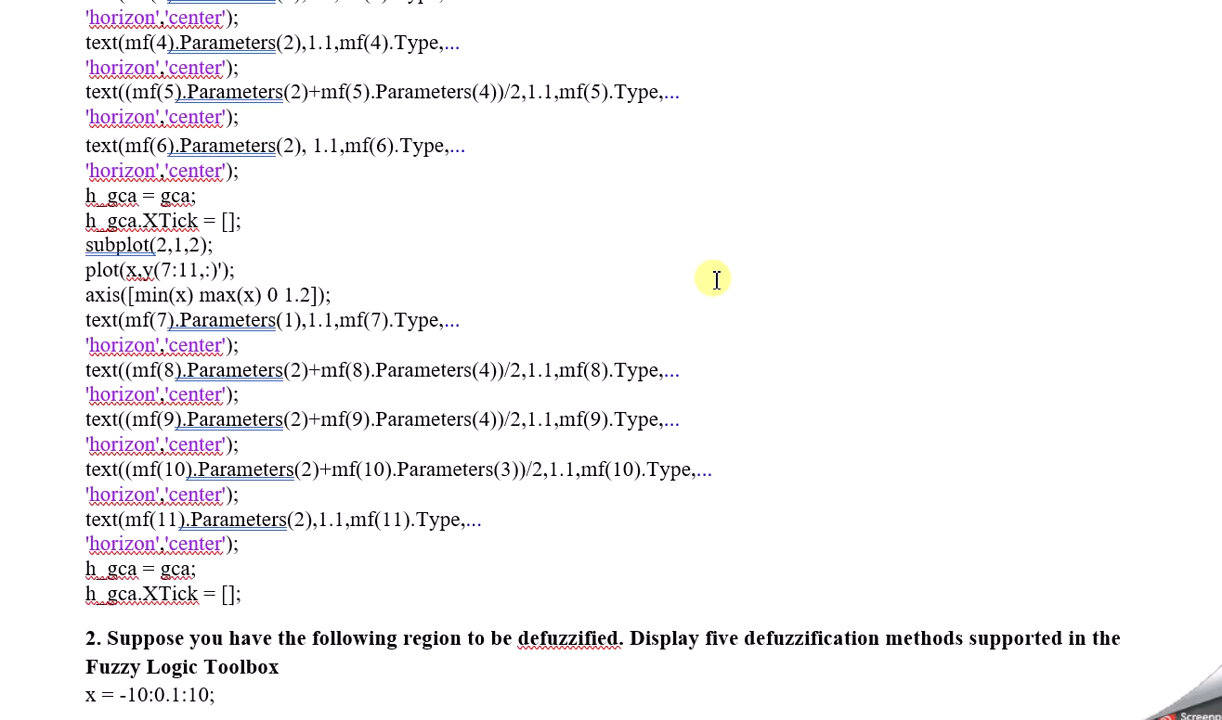 'horizon','center');
text(mf(4).Parameters(2),1.1,mf(4).Type,...
'horizon','center');
text((mf(5).Parameters(2)+mf(5).Parameters(4))/2,1.1,mf(5).Type,...
'horizon','center');
text(mf(6).Parameters(2), 1.1,mf(6).Type,...
'horizon','center');
h_gca = gca;
h_gca.XTick = [];
subplot(2,1,2);
plot(x,y(7:11,:)');
axis([min(x) max(x) 0 1.2]);
text(mf(7).Parameters(1),1.1,mf(7).Type,...
'horizon','center');
text((mf(8).Parameters(2)+mf(8).Parameters(4))/2,1.1,mf(8).Type,...
'horizon','center');
text((mf(9).Parameters(2)+mf(9).Parameters(4))/2,1.1,mf(9).Type,...
'horizon','center');
text((mf(10).Parameters(2)+mf(10).Parameters(3))/2,1.1,mf(10).Type,...
'horizon','center');
text(mf(11).Parameters(2),1.1,mf(11).Type,...
'horizon','center');
h_gca = gca;
h_gca.XTick = [];
2. Suppose you have the following region to be defuzzified. Display five defuzzification methods supported in the
Fuzzy Logic Toolbox
x = -10:0.1:10;